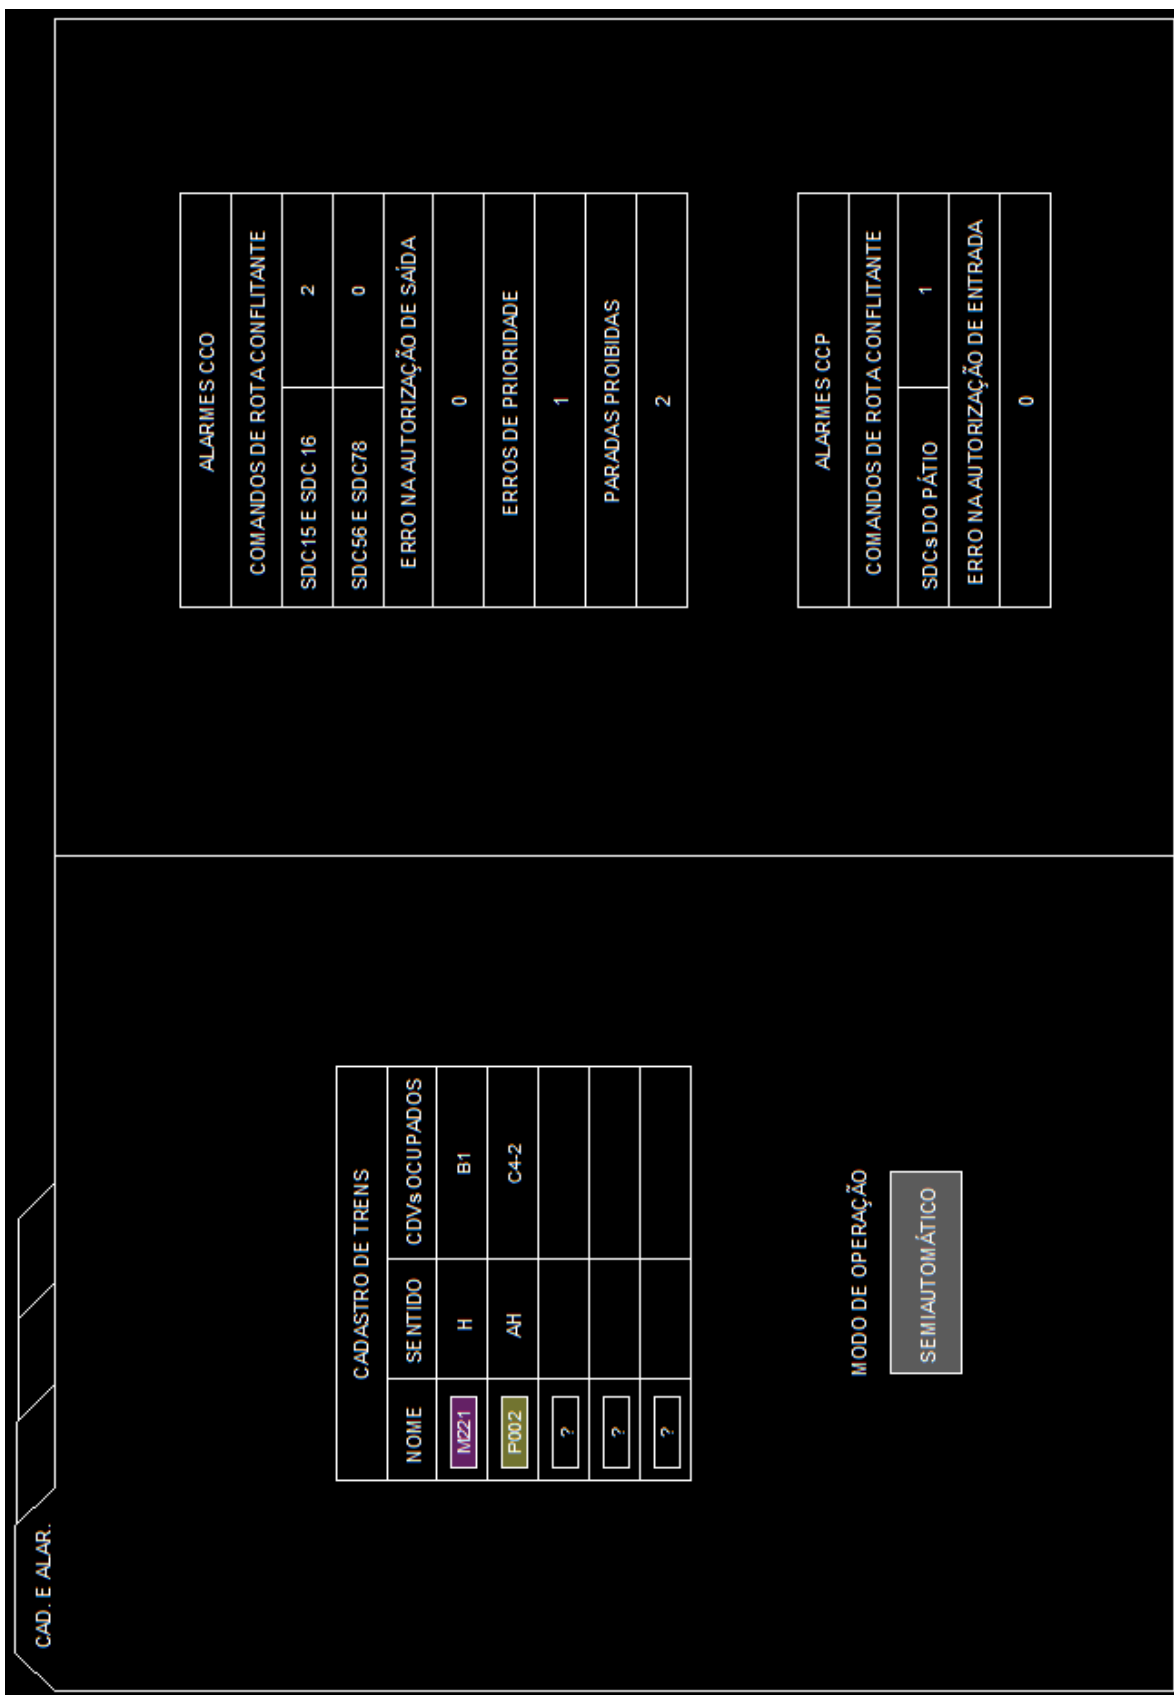 CAD. E ALAR.
CADASTRO DE TRENS
NOME SENTIDO CDVs OCUPADOS
M221 H B1
P002 AH C4-2
?
?
?
MODO DE OPERAÇÃO
SEMIAUTOMÁTICO
ALARMES CCO
COMANDOS DE ROTA CONFLITANTE
SDC15 E SDC 16 2
SDC56 E SDC78 0
ERRO NA AUTORIZAÇÃO DE SAÍDA
0
ERROS DE PRIORIDADE
1
PARADAS PROIBIDAS
2
ALARMES CCP
COMANDOS DE ROTA CONFLITANTE
SDCs DO PÁTIO 1
ERRO NA AUTORIZAÇÃO DE ENTRADA
0